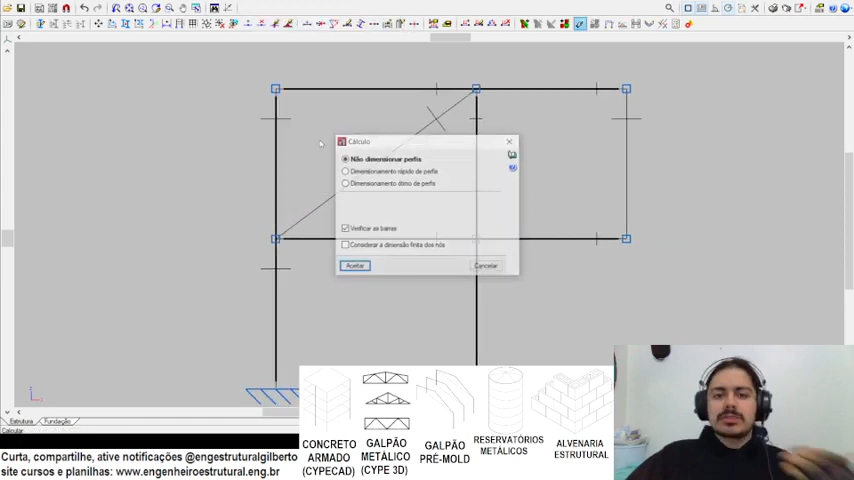 Cálculo
Não dimensionar perfis
Dimensionamento rápido de perfis
Dimensionamento ótimo de perfis
Verificar as barras
Considerar a dimensão finita dos nós
Aceitar
Cancelar
Estrutura
Fundação
Calcular
CONCRETO
ARMADO
(CYPECAD)
GALPÃO
METÁLICO
(CYPE 3D)
GALPÃO
PRÉ-MOLD
RESERVATÓRIOS
METÁLICOS
ALVENARIA
ESTRUTURAL
Curta, compartilhe, ative notificações @engestruturalgilberto
site cursos e planilhas: www.engenheiroestrutural.eng.br